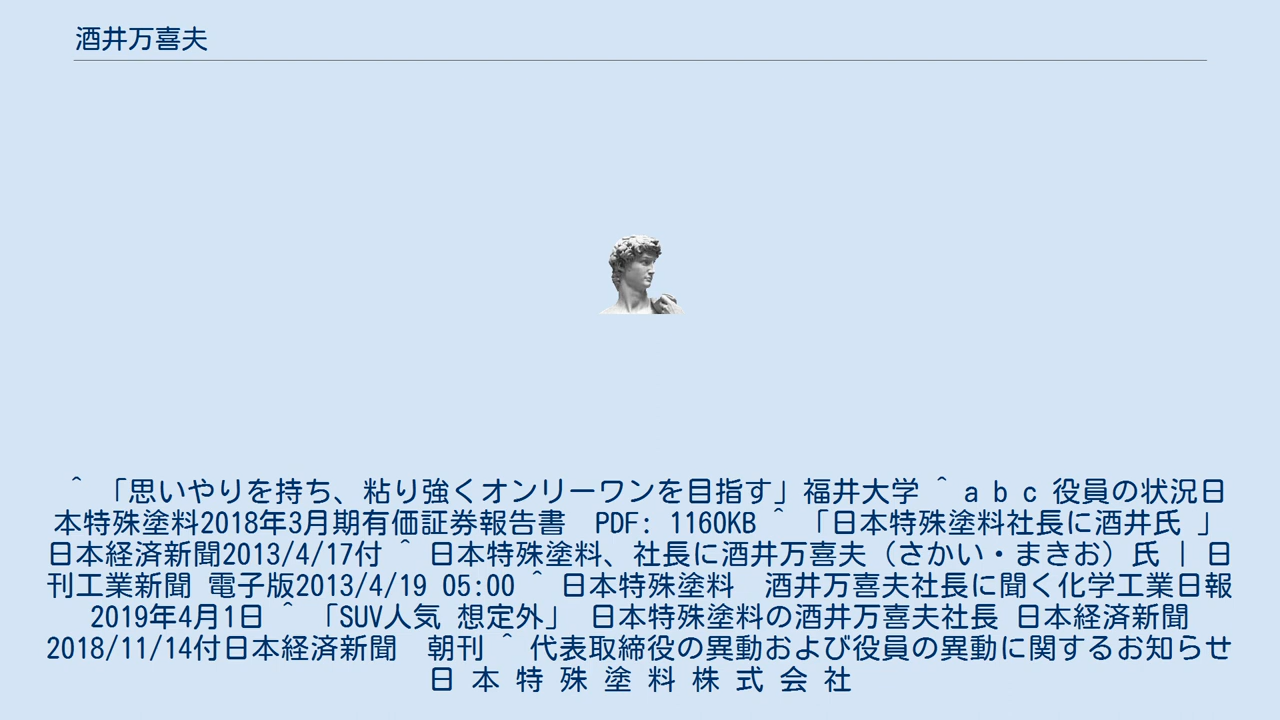 酒井万喜夫
^ 「思いやりを持ち、粘り強くオンリーワンを目指す」福井大学 ^ a b c 役員の状況日
本特殊塗料2018年3月期有価証券報告書　PDF: 1160KB ^ 「日本特殊塗料社長に酒井氏 」
日本経済新聞2013/4/17付 ^ 日本特殊塗料、社長に酒井万喜夫（さかい・まきお）氏 | 日
刊工業新聞 電子版2013/4/19 05:00 ^ 日本特殊塗料　酒井万喜夫社長に聞く化学工業日報
2019年4月1日 ^ 「SUV人気 想定外」 日本特殊塗料の酒井万喜夫社長 日本経済新聞
2018/11/14付日本経済新聞　朝刊 ^ 代表取締役の異動および役員の異動に関するお知らせ
日 本 特 殊 塗 料 株 式 会 社